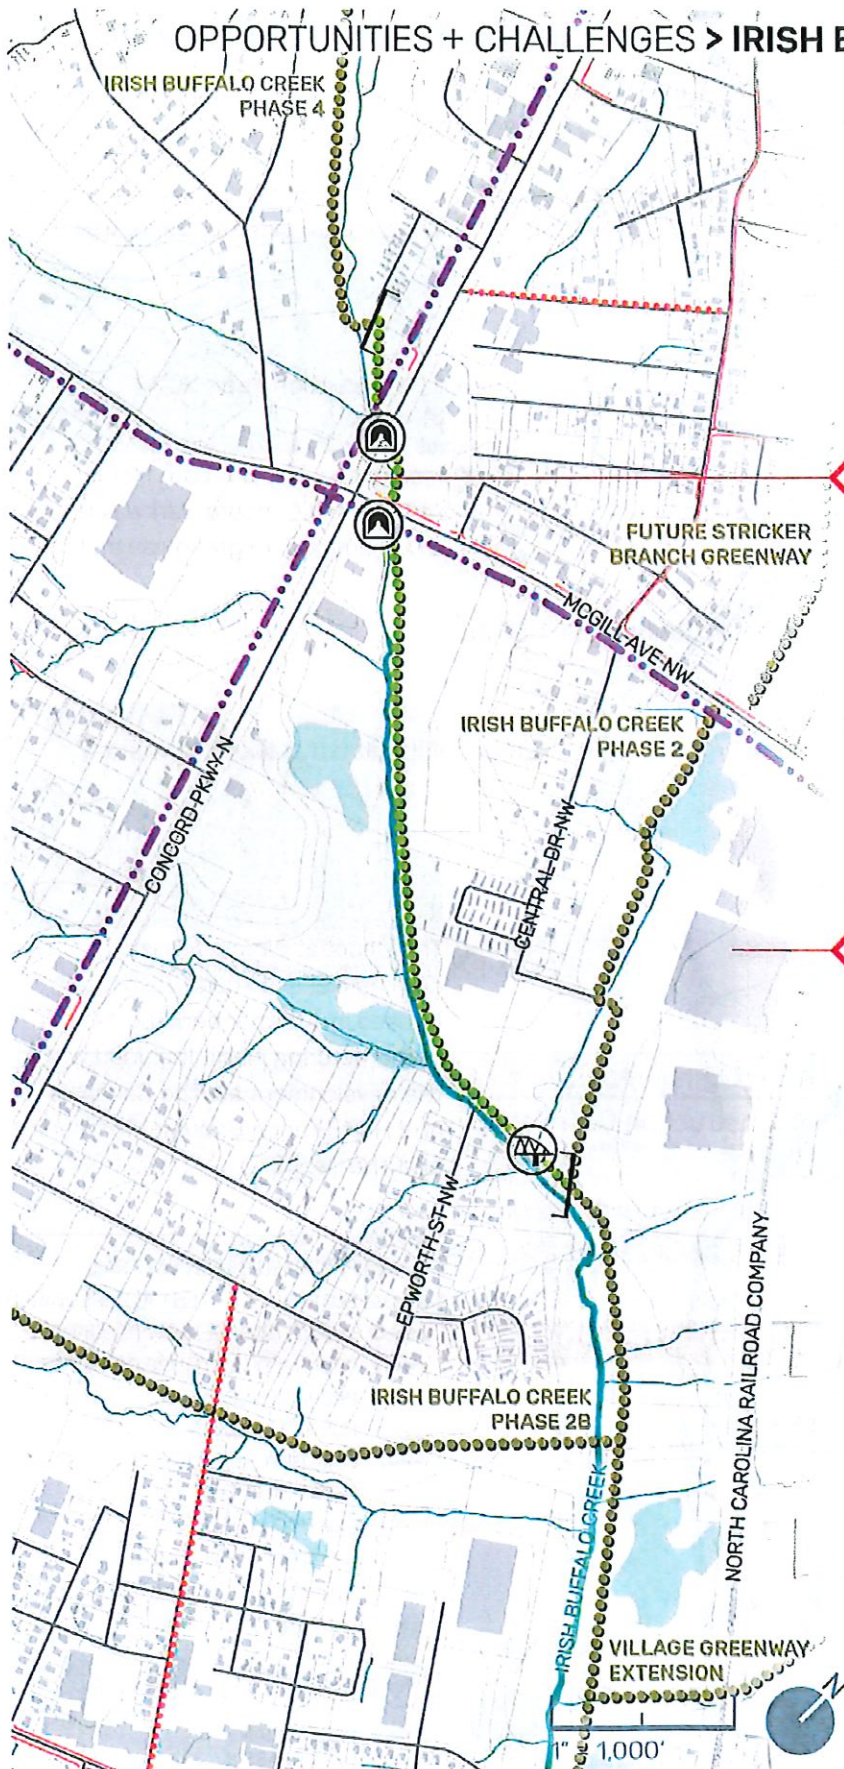 OPPORTUNITIES + CHALLENGES > IRISH
IRISH BUFFALO CREEK
PHASE 4
FUTURE STRICKER
BRANCH GREENWAY
MCGILL AVE NW
IRISH BUFFALO CREEK
PHASE 2
CONCORD PKWY N
CENTRAL DR NW
EPWORTH ST NW
NORTH CAROLINA RAILROAD COMPANY
IRISH BUFFALO CREEK
PHASE 2B
IRISH BUFFALO CREEK
VILLAGE GREENWAY
EXTENSION
N
1" = 1,000'